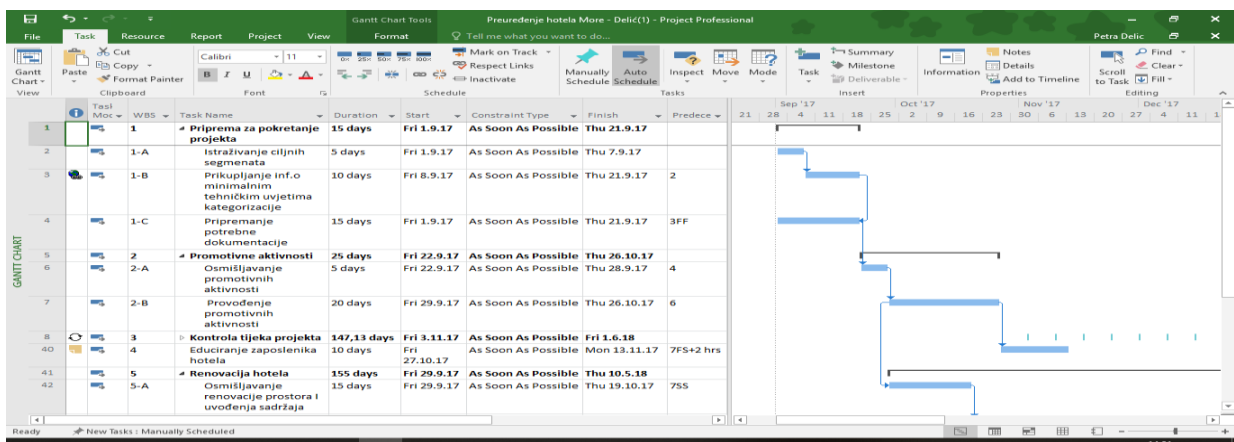 Gantt Chart Tools
Preuređenje hotela More - Delić(1) - Project Professional
File Task Resource Report Project View Format Tell me what you want to do... Petra Delic
Gantt Chart
View
Paste
Cut
Copy
Format Painter
Clipboard
Calibri 11
B I U A
Font
0% 25% 50% 75% 100%
Mark on Track
Respect Links
Inactivate
Schedule
Manually Schedule
Auto Schedule
Inspect Move Mode
Tasks
Task
Summary
Milestone
Deliverable
Insert
Information
Notes
Details
Add to Timeline
Properties
Scroll to Task
Find
Clear
Fill
Editing
WBS Task Name Duration Start Constraint Type Finish Predece
Sep '17 Oct '17 Nov '17 Dec '17
21 28 4 11 18 25 2 9 16 23 30 6 13 20 27 4 11
1 1 Priprema za pokretanje 15 days Fri 1.9.17 As Soon As Possible Thu 21.9.17
projekta
2 1-A Istraživanje ciljnih 5 days Fri 1.9.17 As Soon As Possible Thu 7.9.17
segmenata
3 1-B Prikupljanje inf.o 10 days Fri 8.9.17 As Soon As Possible Thu 21.9.17 2
minimalnim
tehničkim uvjetima
kategorizacije
4 1-C Pripremanje 15 days Fri 1.9.17 As Soon As Possible Thu 21.9.17 3FF
potrebne
dokumentacije
5 2 Promotivne aktivnosti 25 days Fri 22.9.17 As Soon As Possible Thu 26.10.17
6 2-A Osmišljavanje 5 days Fri 22.9.17 As Soon As Possible Thu 28.9.17 4
promotivnih
aktivnosti
7 2-B Provođenje 20 days Fri 29.9.17 As Soon As Possible Thu 26.10.17 6
promotivnih
aktivnosti
8 3 Kontrola tijeka projekta 147,13 days Fri 3.11.17 As Soon As Possible Fri 1.6.18
40 4 Educiranje zaposlenika 10 days Fri As Soon As Possible Mon 13.11.17 7FS+2 hrs
hotela 27.10.17
41 5 Renovacija hotela 155 days Fri 29.9.17 As Soon As Possible Thu 10.5.18
42 5-A Osmišljavanje 15 days Fri 29.9.17 As Soon As Possible Thu 19.10.17 7SS
renovacije prostora I
uvođenja sadržaja
GANTT CHART
Ready New Tasks : Manually Scheduled